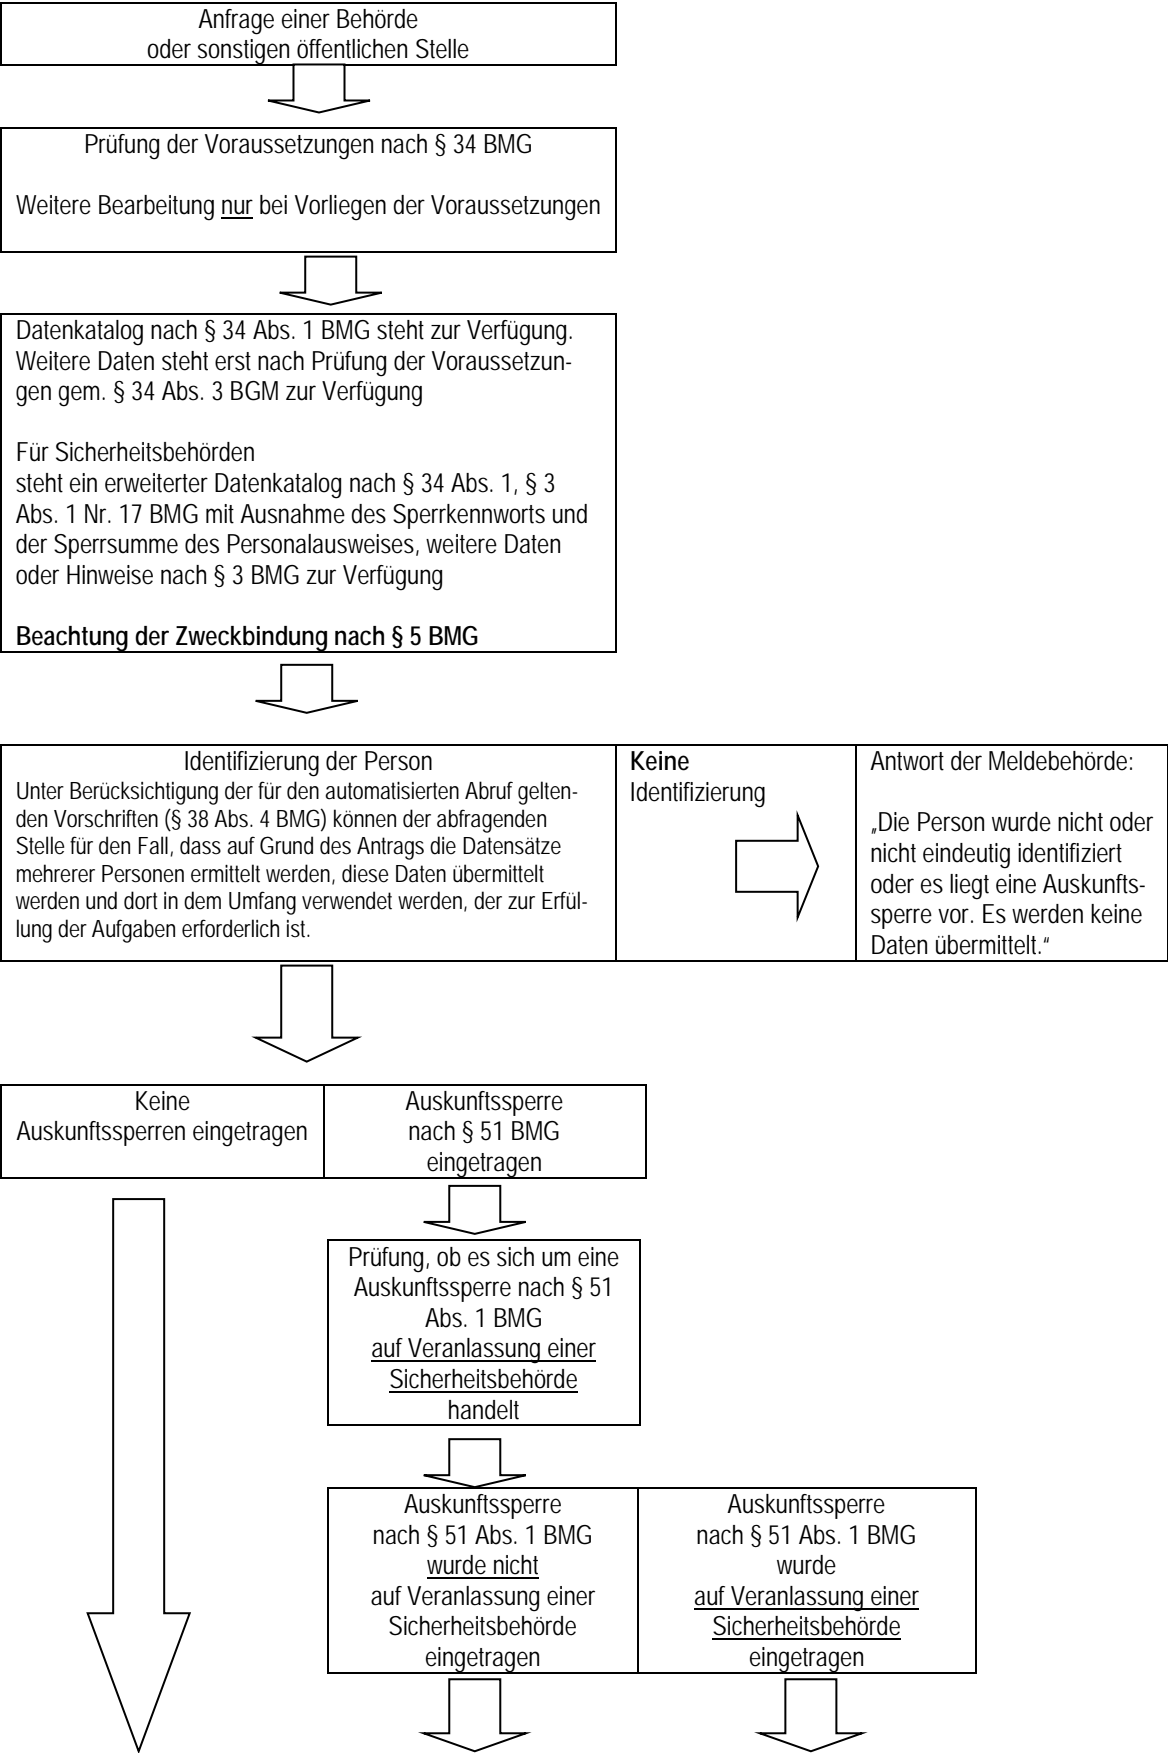 Anfrage einer Behörde
oder sonstigen öffentlichen Stelle
Prüfung der Voraussetzungen nach § 34 BMG
Weitere Bearbeitung nur bei Vorliegen der Voraussetzungen
Datenkatalog nach § 34 Abs. 1 BMG steht zur Verfügung.
Weitere Daten steht erst nach Prüfung der Voraussetzun-
gen gem. § 34 Abs. 3 BGM zur Verfügung
Für Sicherheitsbehörden
steht ein erweiterter Datenkatalog nach § 34 Abs. 1, § 3
Abs. 1 Nr. 17 BMG mit Ausnahme des Sperrkennworts und
der Sperrsumme des Personalausweises, weitere Daten
oder Hinweise nach § 3 BMG zur Verfügung
Beachtung der Zweckbindung nach § 5 BMG
Identifizierung der Person
Unter Berücksichtigung der für den automatisierten Abruf gelten-
den Vorschriften (§ 38 Abs. 4 BMG) können der abfragenden
Stelle für den Fall, dass auf Grund des Antrags die Datensätze
mehrerer Personen ermittelt werden, diese Daten übermittelt
werden und dort in dem Umfang verwendet werden, der zur Erfül-
lung der Aufgaben erforderlich ist.
Keine
Identifizierung
Antwort der Meldebehörde:
„Die Person wurde nicht oder
nicht eindeutig identifiziert
oder es liegt eine Auskunfts-
sperre vor. Es werden keine
Daten übermittelt.“
Keine
Auskunftssperren eingetragen
Auskunftssperre
nach § 51 BMG
eingetragen
Prüfung, ob es sich um eine
Auskunftssperre nach § 51
Abs. 1 BMG
auf Veranlassung einer
Sicherheitsbehörde
handelt
Auskunftssperre
nach § 51 Abs. 1 BMG
wurde nicht
auf Veranlassung einer
Sicherheitsbehörde
eingetragen
Auskunftssperre
nach § 51 Abs. 1 BMG
wurde
auf Veranlassung einer
Sicherheitsbehörde
eingetragen